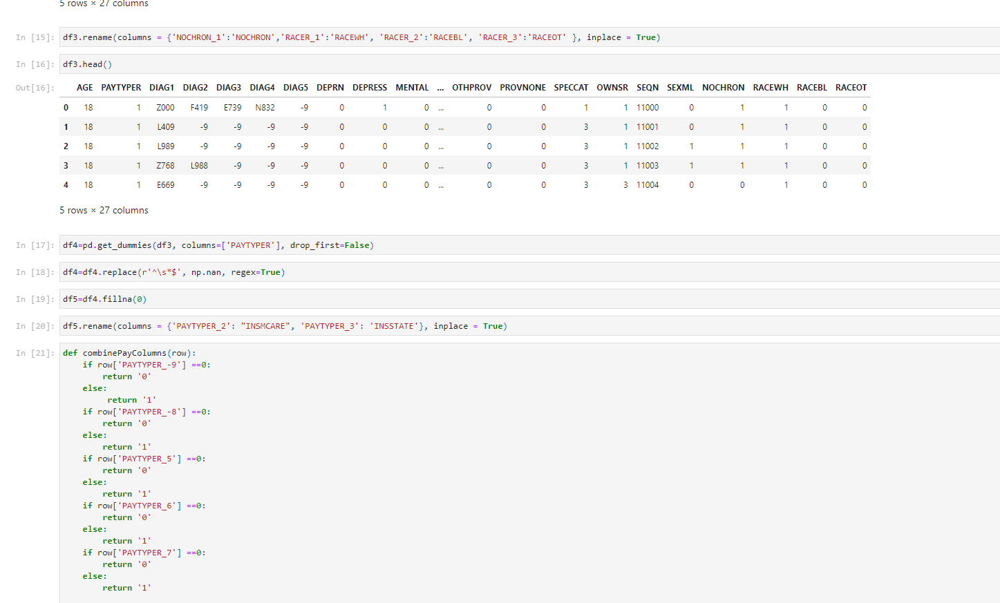 5 rows × 27 columns
In [15]: df3.rename(columns = {'NOCHRON_1':'NOCHRON','RACER_1':'RACEWH', 'RACER_2':'RACEBL', 'RACER_3':'RACEOT' }, inplace = True)
In [16]: df3.head()
Out[16]: AGE PAYTYPER DIAG1 DIAG2 DIAG3 DIAG4 DIAG5 DEPRN DEPRESS MENTAL ... OTHPROV PROVNONE SPECCAT OWNSR SEQN SEXML NOCHRON RACEWH RACEBL RACEOT
0 18 1 Z000 F419 E739 N832 -9 0 1 0 ... 0 0 1 1 11000 0 1 1 0 0
1 18 1 L409 -9 -9 -9 -9 0 0 0 ... 0 0 3 1 11001 0 1 1 0 0
2 18 1 L989 -9 -9 -9 -9 0 0 0 ... 0 0 3 1 11002 1 1 1 0 0
3 18 1 Z768 L988 -9 -9 -9 0 0 0 ... 0 0 3 1 11003 1 1 1 0 0
4 18 1 E669 -9 -9 -9 -9 0 0 0 ... 0 0 3 3 11004 0 0 1 0 0
5 rows × 27 columns
In [17]: df4=pd.get_dummies(df3, columns=['PAYTYPER'], drop_first=False)
In [18]: df4=df4.replace(r'^\s*$', np.nan, regex=True)
In [19]: df5=df4.fillna(0)
In [20]: df5.rename(columns = {'PAYTYPER_2': "INSMCARE", 'PAYTYPER_3': 'INSSTATE'}, inplace = True)
In [21]: def combinePayColumns(row):
    if row['PAYTYPER_-9'] ==0:
        return '0'
    else:
         return '1'
    if row['PAYTYPER_-8'] ==0:
        return '0'
    else:
        return '1'
    if row['PAYTYPER_5'] ==0:
        return '0'
    else:
        return '1'
    if row['PAYTYPER_6'] ==0:
        return '0'
    else:
        return '1'
    if row['PAYTYPER_7'] ==0:
        return '0'
    else:
        return '1'